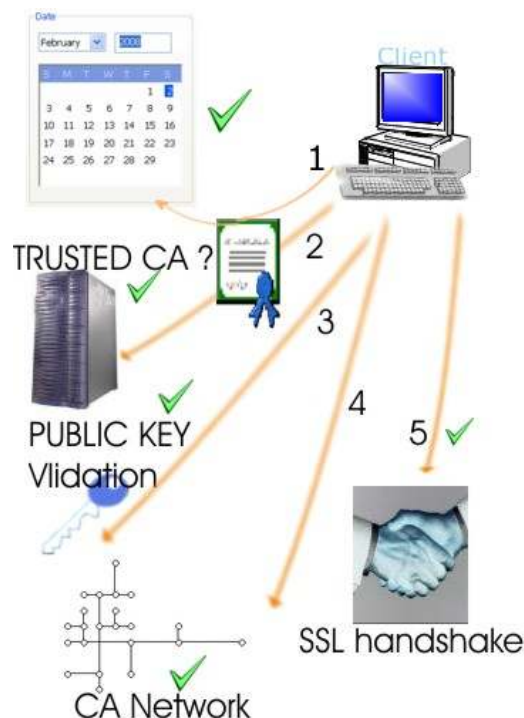 Date
February 2008
S M T W T F S
1 2
3 4 5 6 7 8 9
10 11 12 13 14 15 16
17 18 19 20 21 22 23
24 25 26 27 28 29
Client
1
TRUSTED CA ?
2
3
4
5
PUBLIC KEY
Vlidation
SSL handshake
CA Network